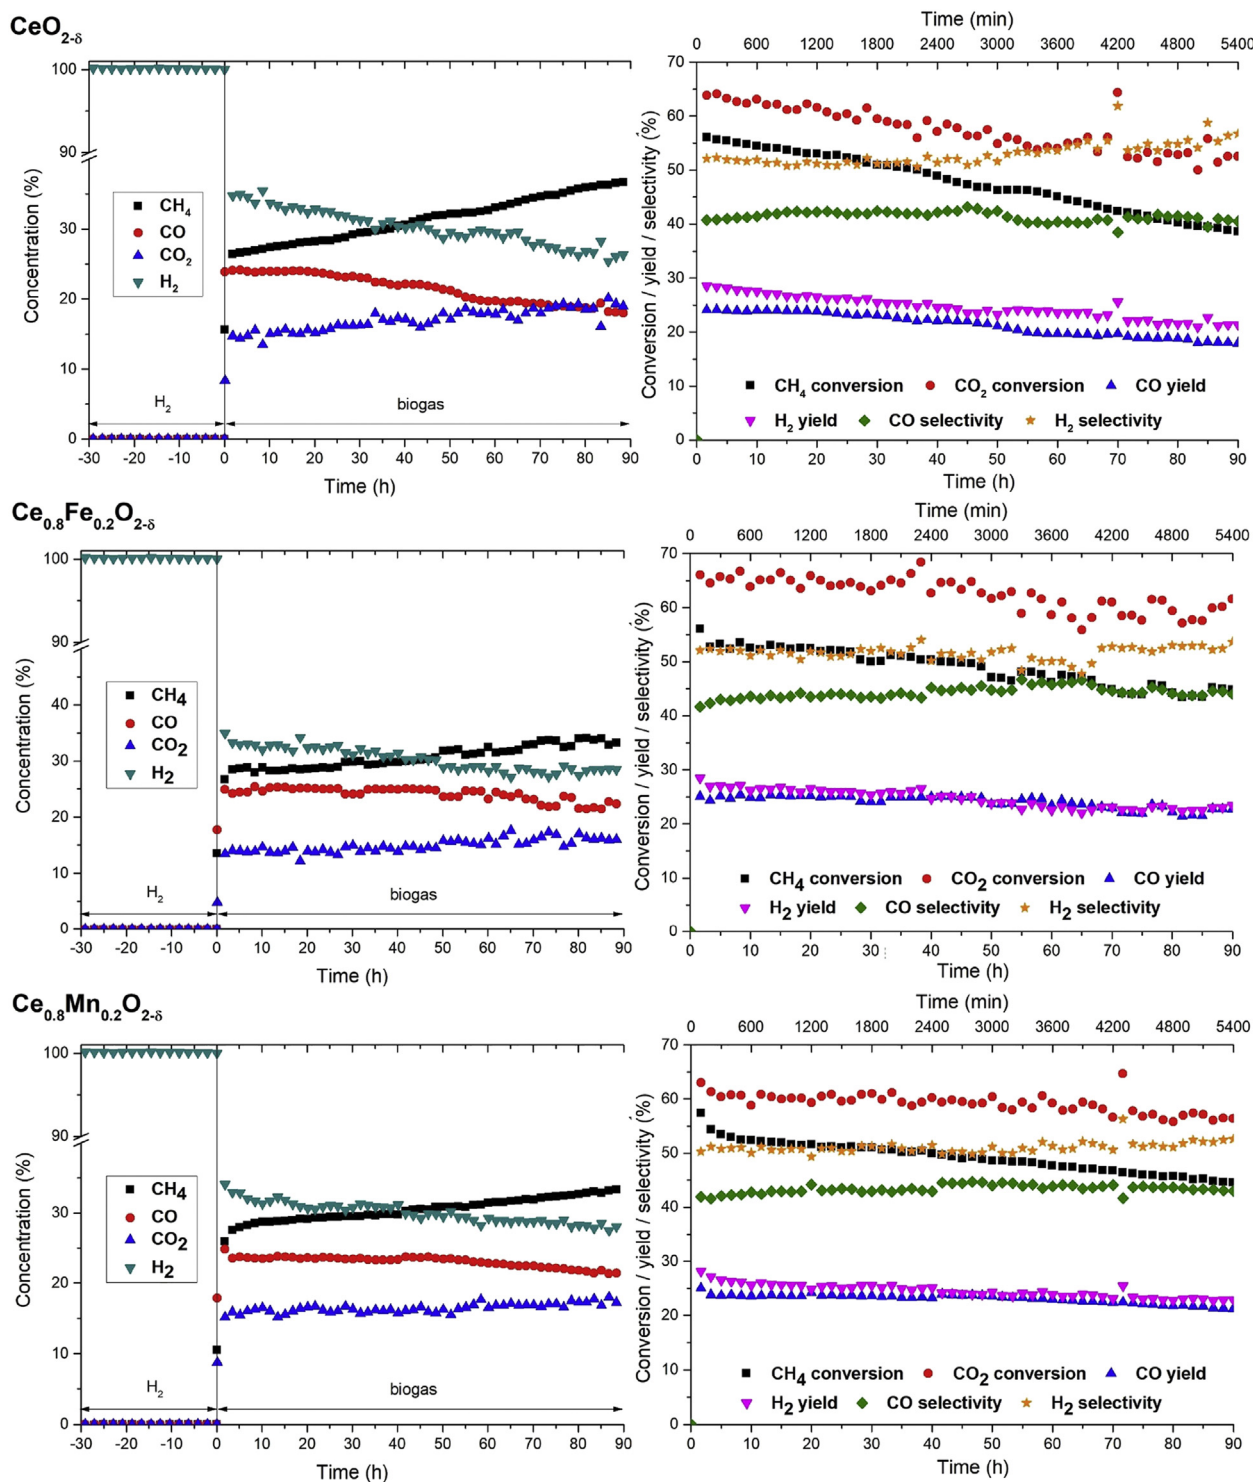 CeO2-δ
Time (min)
0 600 1200 1800 2400 3000 3600 4200 4800 5400
100
90
30
20
10
0
Concentration (%)
CH4
CO
CO2
H2
H2
biogas
-30 -20 -10 0 10 20 30 40 50 60 70 80 90
Time (h)
70
60
50
40
30
20
10
0
Conversion / yield / selectivity (%)
CH4 conversion CO2 conversion CO yield
H2 yield CO selectivity H2 selectivity
0 10 20 30 40 50 60 70 80 90
Time (h)
Ce0.8Fe0.2O2-δ
Time (min)
0 600 1200 1800 2400 3000 3600 4200 4800 5400
100
90
40
30
20
10
0
Concentration (%)
CH4
CO
CO2
H2
H2
biogas
-30 -20 -10 0 10 20 30 40 50 60 70 80 90
Time (h)
70
60
50
40
30
20
10
0
Conversion / yield / selectivity (%)
CH4 conversion CO2 conversion CO yield
H2 yield CO selectivity H2 selectivity
0 10 20 30 40 50 60 70 80 90
Time (h)
Ce0.8Mn0.2O2-δ
Time (min)
0 600 1200 1800 2400 3000 3600 4200 4800 5400
100
90
30
20
10
0
Concentration (%)
CH4
CO
CO2
H2
H2
biogas
-30 -20 -10 0 10 20 30 40 50 60 70 80 90
Time (h)
70
60
50
40
30
20
10
0
Conversion / yield / selectivity (%)
CH4 conversion CO2 conversion CO yield
H2 yield CO selectivity H2 selectivity
0 10 20 30 40 50 60 70 80 90
Time (h)